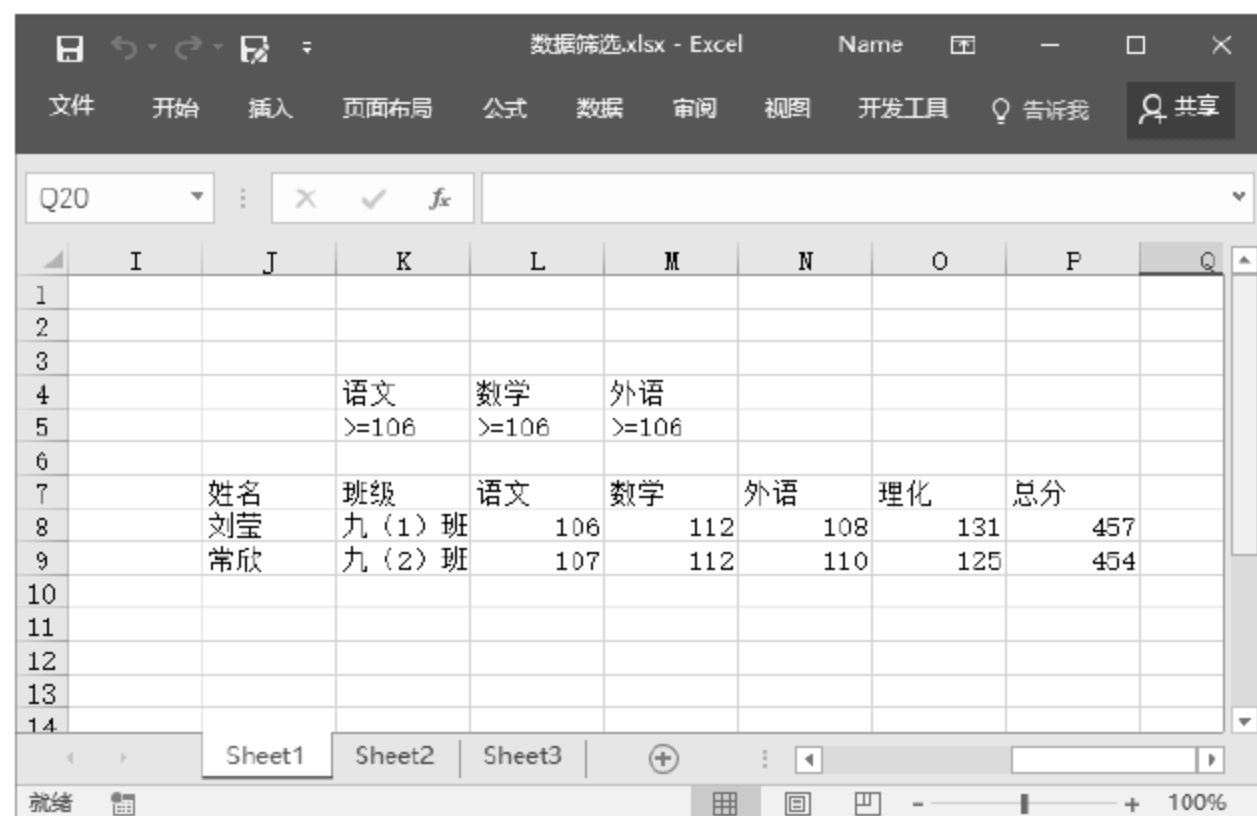 数据筛选.xlsx - Excel Name
文件 开始 插入 页面布局 公式 数据 审阅 视图 开发工具 告诉我 共享
Q20 fx
I J K L M N O P Q
1
2
3
4 语文 数学 外语
5 >=106 >=106 >=106
6
7 姓名 班级 语文 数学 外语 理化 总分
8 刘莹 九（1）班 106 112 108 131 457
9 常欣 九（2）班 107 112 110 125 454
10
11
12
13
14
Sheet1 Sheet2 Sheet3
就绪 100%